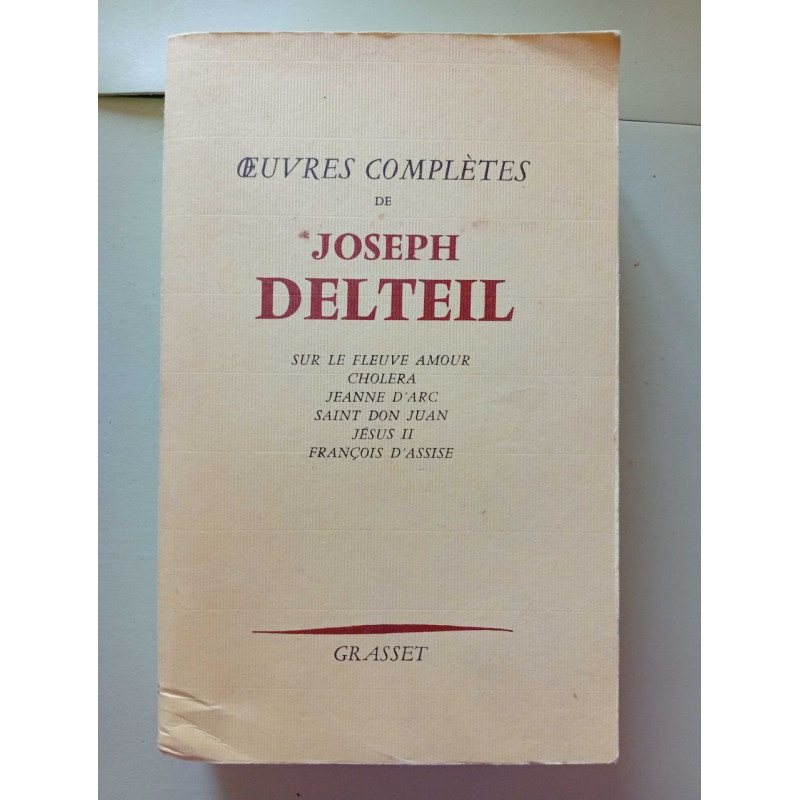 ŒUVRES COMPLÈTES
DE
JOSEPH
DELTEIL
SUR LE FLEUVE AMOUR
CHOLERA
JEANNE D'ARC
SAINT DON JUAN
JÉSUS II
FRANÇOIS D'ASSISE
GRASSET